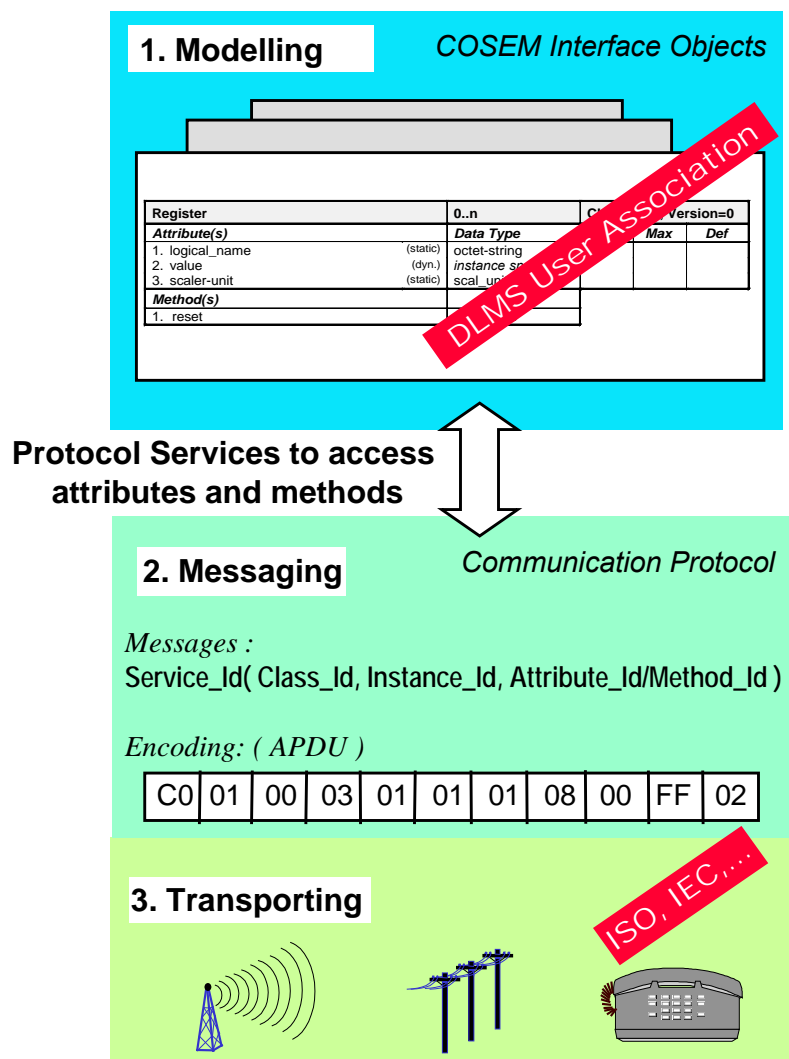 1. Modelling
COSEM Interface Objects
DLMS User Association
Register 0..n Version=0
Attribute(s) Data Type Max Def
1. logical_name (static) octet-string
2. value (dyn.) instance
3. scaler-unit (static)
Method(s)
1. reset
Protocol Services to access
attributes and methods
2. Messaging
Communication Protocol
Messages :
Service_Id( Class_Id, Instance_Id, Attribute_Id/Method_Id )
Encoding: ( APDU )
C0 01 00 03 01 01 01 08 00 FF 02
3. Transporting
ISO, IEC,...